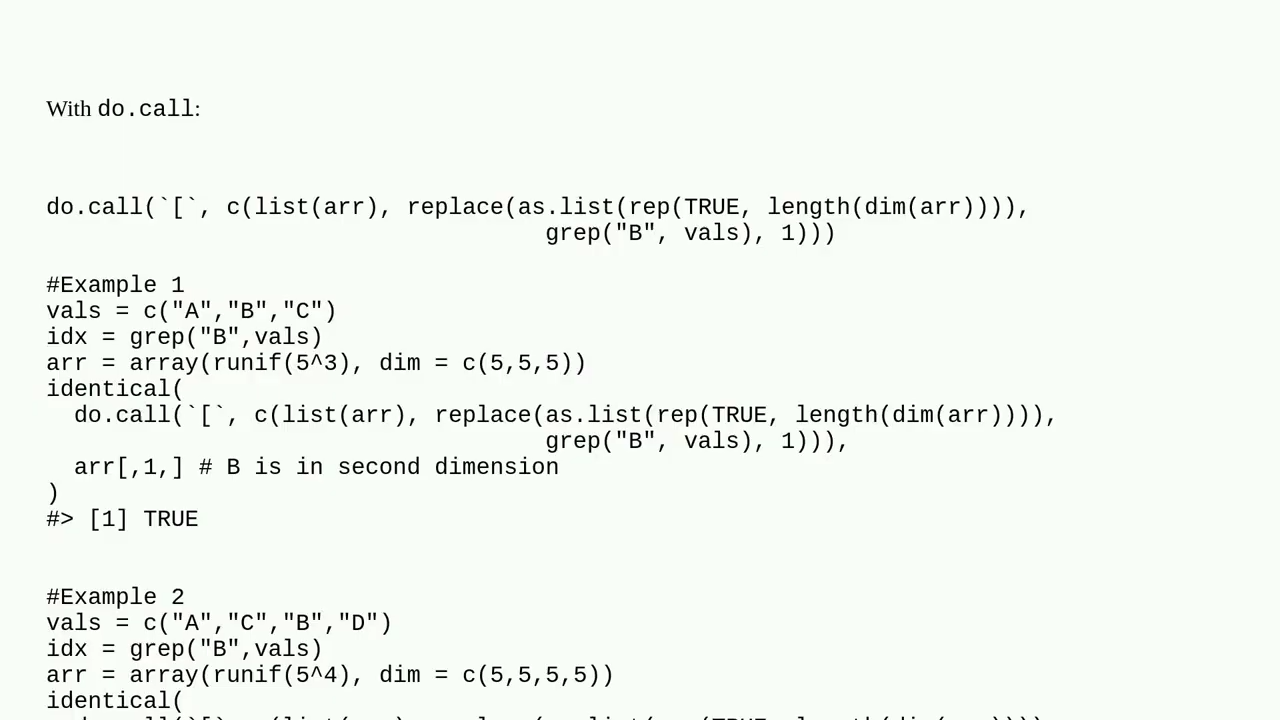 With do.call:
do.call(`[`, c(list(arr), replace(as.list(rep(TRUE, length(dim(arr)))),
                                    grep("B", vals), 1)))
#Example 1
vals = c("A","B","C")
idx = grep("B",vals)
arr = array(runif(5^3), dim = c(5,5,5))
identical(
  do.call(`[`, c(list(arr), replace(as.list(rep(TRUE, length(dim(arr)))),
                                    grep("B", vals), 1))),
  arr[,1,] # B is in second dimension
)
#> [1] TRUE
#Example 2
vals = c("A","C","B","D")
idx = grep("B",vals)
arr = array(runif(5^4), dim = c(5,5,5,5))
identical(